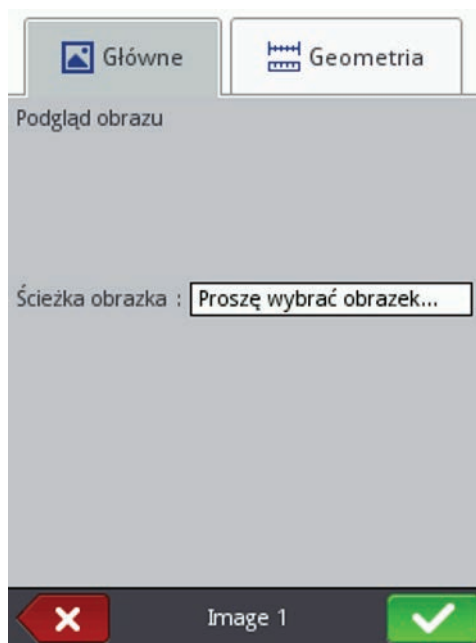 Główne
Geometria
Podgląd obrazu
Ścieżka obrazka : Proszę wybrać obrazek...
Image 1